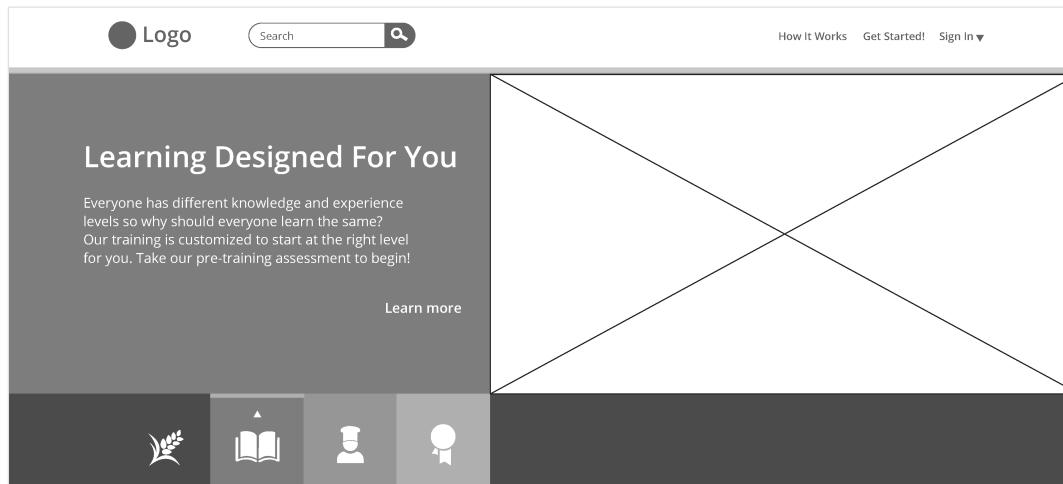 Logo
Search
How It Works
Get Started!
Sign In
Learning Designed For You
Everyone has different knowledge and experience
levels so why should everyone learn the same?
Our training is customized to start at the right level
for you. Take our pre-training assessment to begin!
Learn more